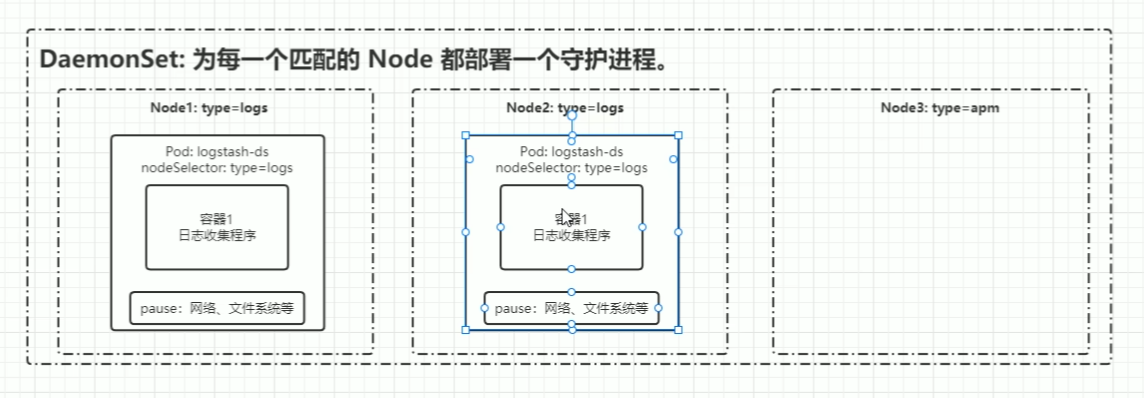 DaemonSet: 为每一个匹配的 Node 都部署一个守护进程。
Node1: type=logs
Pod: logstash-ds
nodeSelector: type=logs
容器1
日志收集程序
pause：网络、文件系统等
Node2: type=logs
Pod: logstash-ds
nodeSelector: type=logs
容器1
日志收集程序
pause：网络、文件系统等
Node3: type=apm